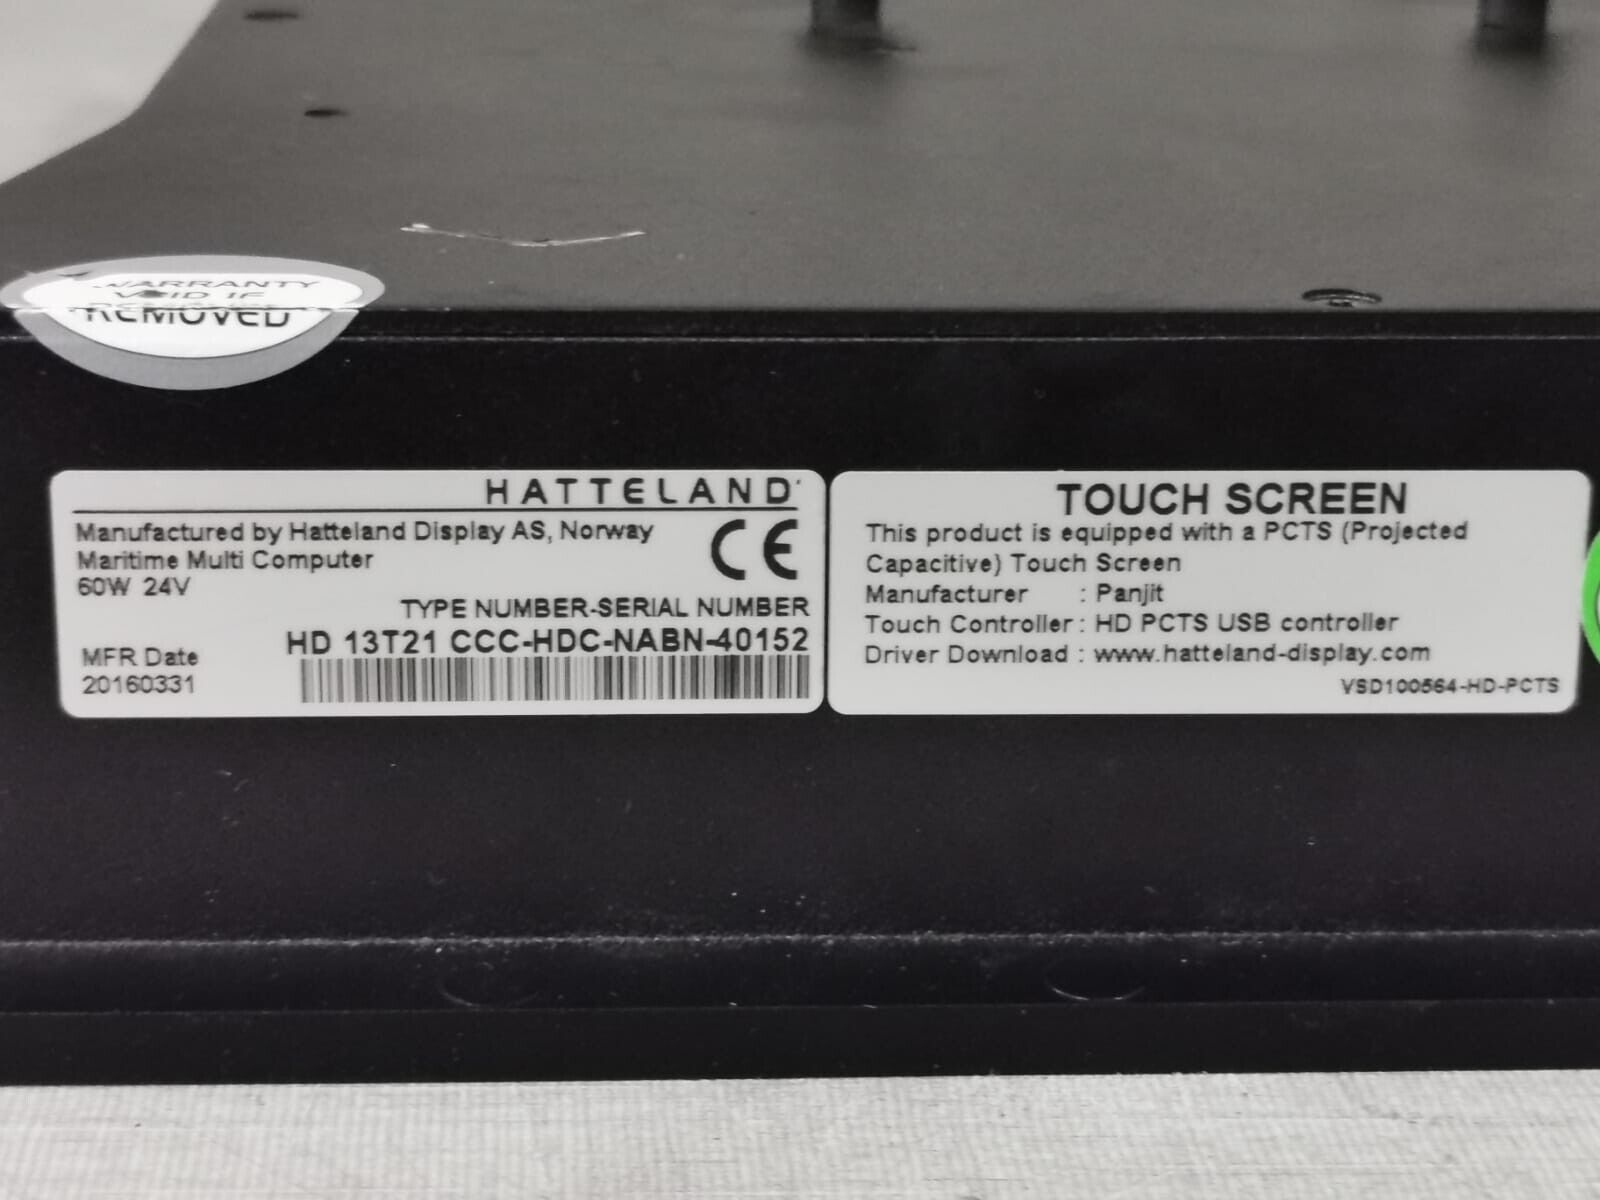 WARRANTY
VOID IF
REMOVED
HATTELAND
Manufactured by Hatteland Display AS, Norway
Maritime Multi Computer
60W 24V
CE
TYPE NUMBER-SERIAL NUMBER
HD 13T21 CCC-HDC-NABN-40152
MFR Date
20160331
TOUCH SCREEN
This product is equipped with a PCTS (Projected
Capacitive) Touch Screen
Manufacturer : Panjit
Touch Controller : HD PCTS USB controller
Driver Download : www.hatteland-display.com
VSD100564-HD-PCTS